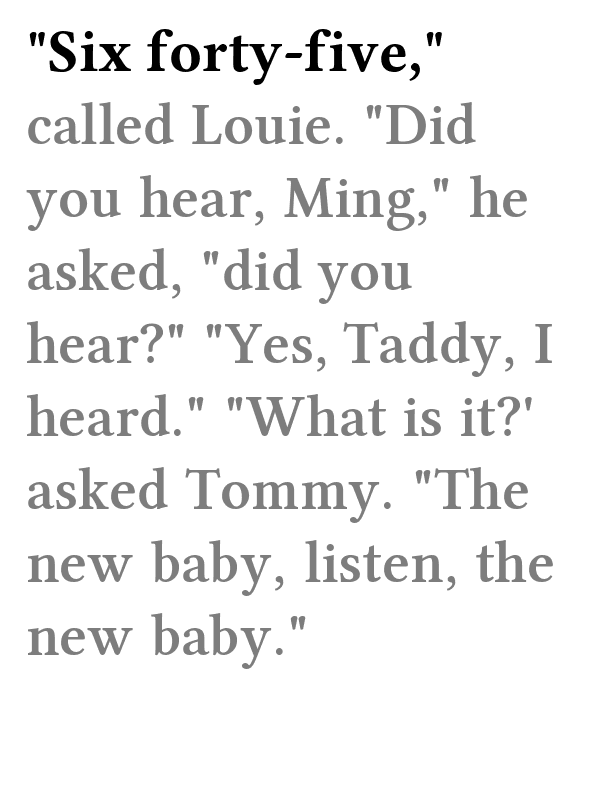 "Six forty-five,"
called Louie. "Did
you hear, Ming," he
asked, "did you
hear?" "Yes, Taddy, I
heard." "What is it?'
asked Tommy. "The
new baby, listen, the
new baby."